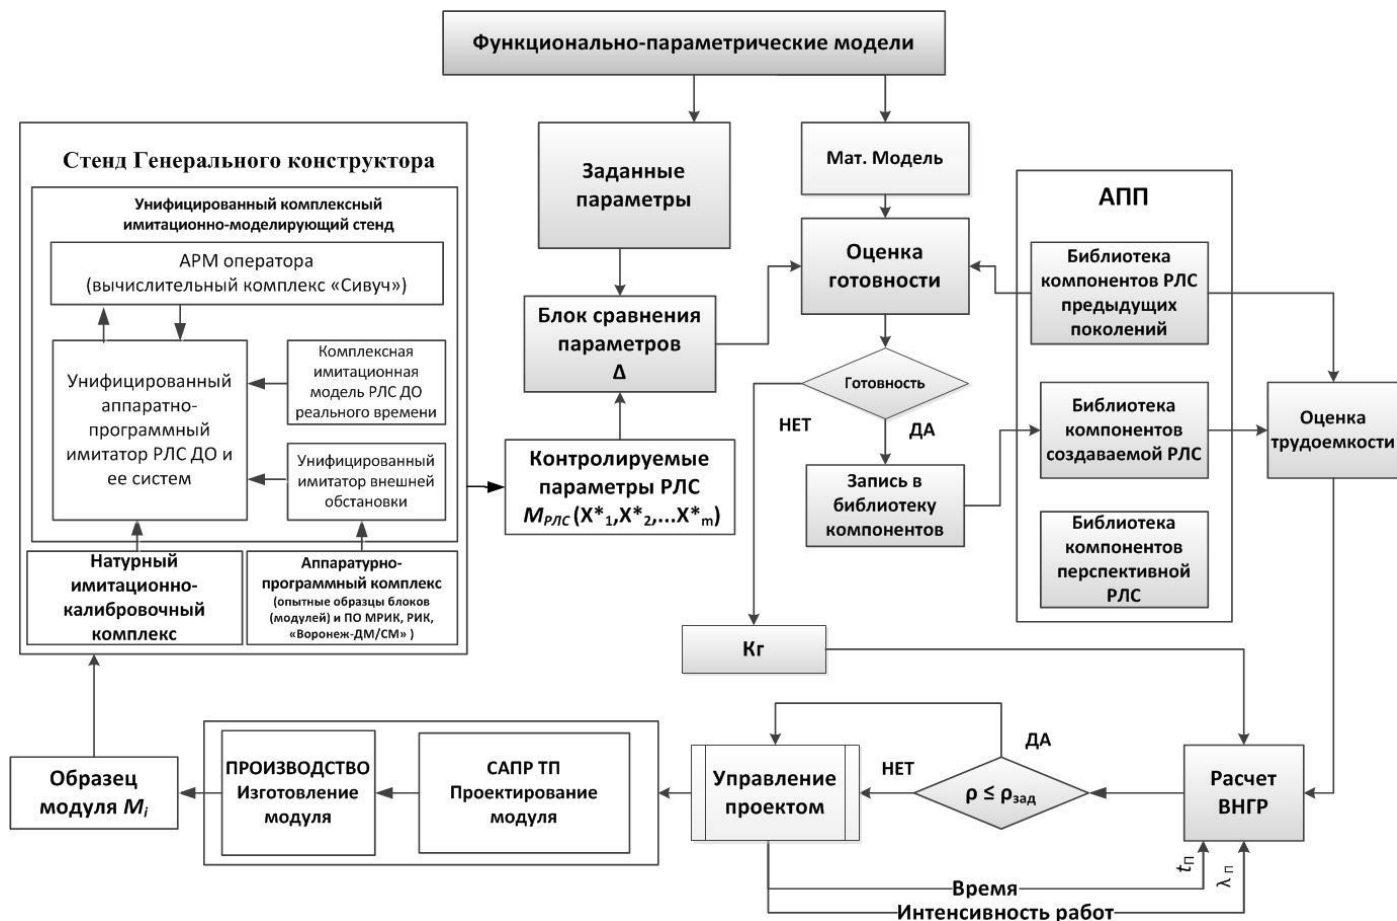 Функционально-параметрические модели
Стенд Генерального конструктора
Унифицированный комплексный
имитационно-моделирующий стенд
АРМ оператора
(вычислительный комплекс «Сивуч»)
Унифицированный
аппаратно-
программный
имитатор РЛС ДО и
ее систем
Комплексная
имитационная
модель РЛС ДО
реального времени
Унифицированный
имитатор внешней
обстановки
Натурный
имитационно-
калибровочный
комплекс
Аппаратурно-
программный комплекс
(опытные образцы блоков
(модулей) и ПО МРИК, РИК,
«Воронеж-ДМ/СМ» )
Заданные
параметры
Блок сравнения
параметров
Δ
Контролируемые
параметры РЛС
MРЛС (X*1,X*2,...X*m)
Мат. Модель
Оценка
готовности
Готовность
НЕТ
ДА
Запись в
библиотеку
компонентов
АПП
Библиотека
компонентов РЛС
предыдущих
поколений
Библиотека
компонентов
создаваемой РЛС
Библиотека
компонентов
перспективной
РЛС
Оценка
трудоемкости
Кг
Образец
модуля Mi
ПРОИЗВОДСТВО
Изготовление
модуля
САПР ТП
Проектирование
модуля
Управление
проектом
НЕТ
ДА
ρ ≤ ρзад
Расчет
ВНГР
tП
λ П
Время
Интенсивность работ